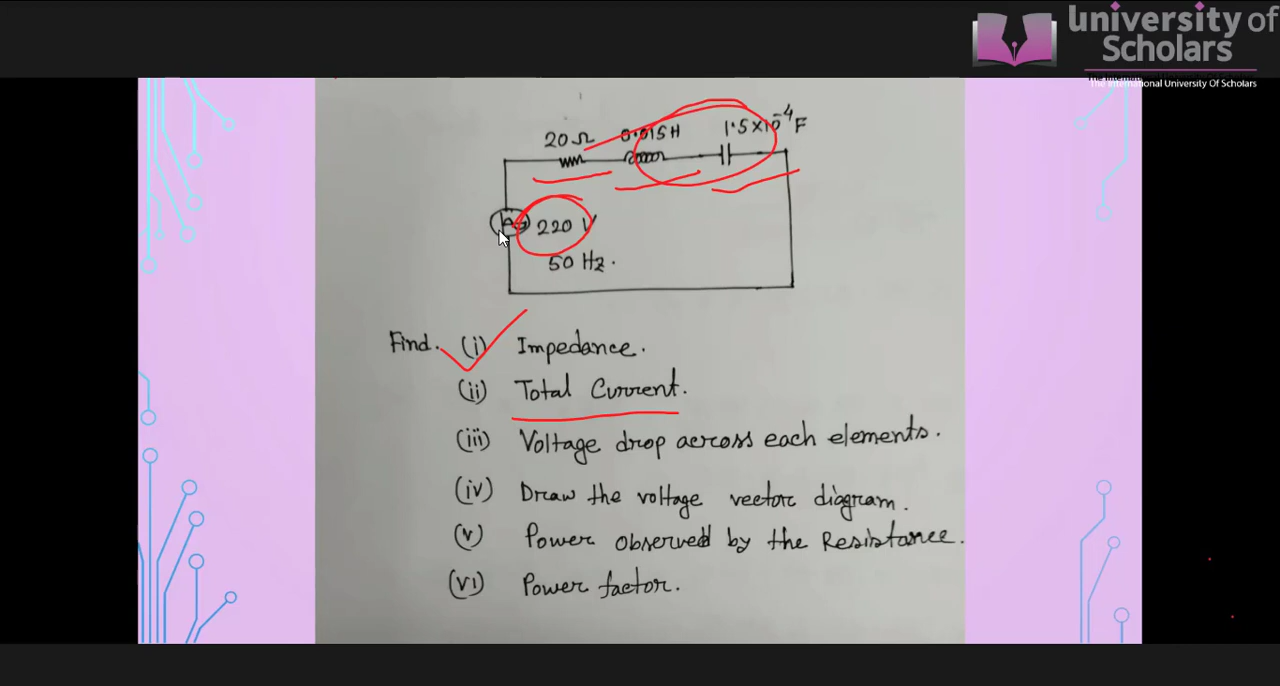 University of
Scholars
The International University Of Scholars
20Ω 0.015H 1.5×10⁻⁴F
220 V
50 Hz.
Find. (i) Impedance.
(ii) Total Current.
(iii) Voltage drop across each elements.
(iv) Draw the voltage vector diagram.
(v) Power observed by the Resistance.
(vi) Power factor.